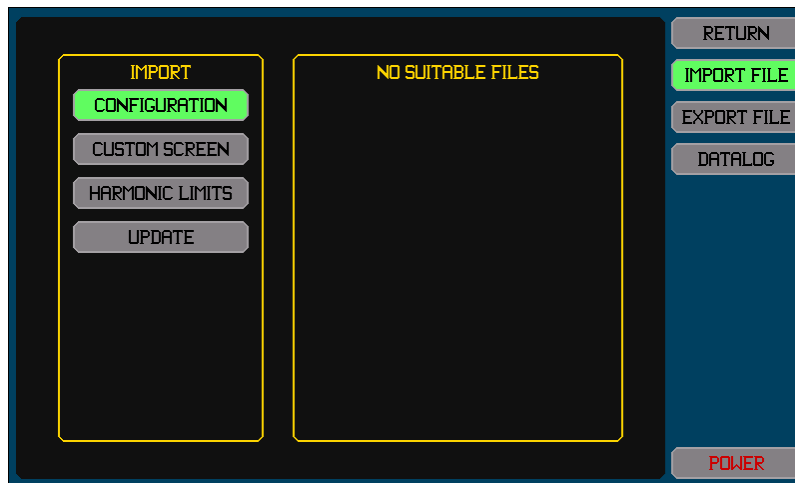 IMPORT
CONFIGURATION
CUSTOM SCREEN
HARMONIC LIMITS
UPDATE
NO SUITABLE FILES
RETURN
IMPORT FILE
EXPORT FILE
DATALOG
POWER